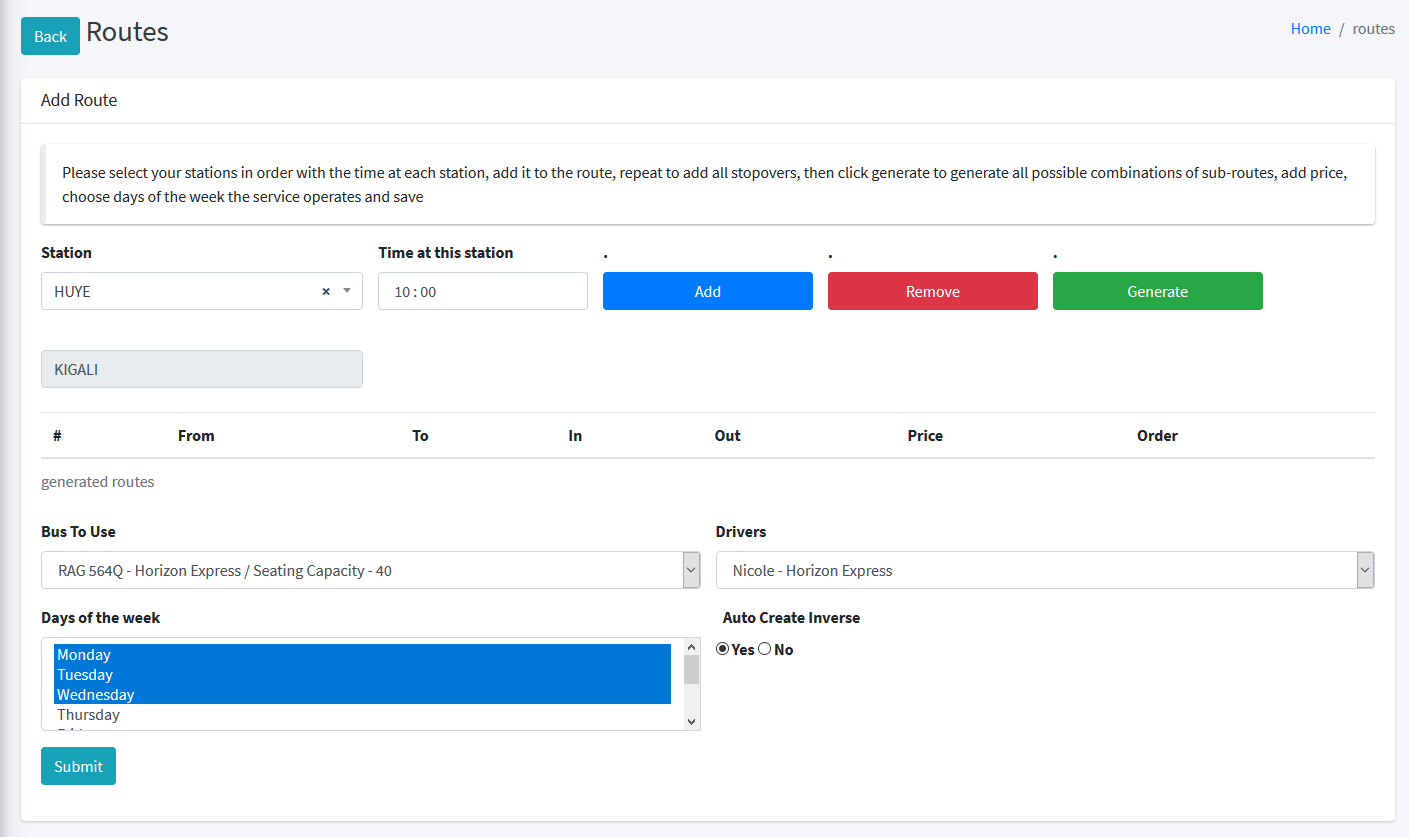 Back Routes Home / routes
Add Route
Please select your stations in order with the time at each station, add it to the route, repeat to add all stopovers, then click generate to generate all possible combinations of sub-routes, add price,
choose days of the week the service operates and save
Station Time at this station . . .
HUYE × 10 : 00 Add Remove Generate
KIGALI
# From To In Out Price Order
generated routes
Bus To Use Drivers
RAG 564Q - Horizon Express / Seating Capacity - 40 Nicole - Horizon Express
Days of the week Auto Create Inverse
Monday Yes No
Tuesday
Wednesday
Thursday
Submit